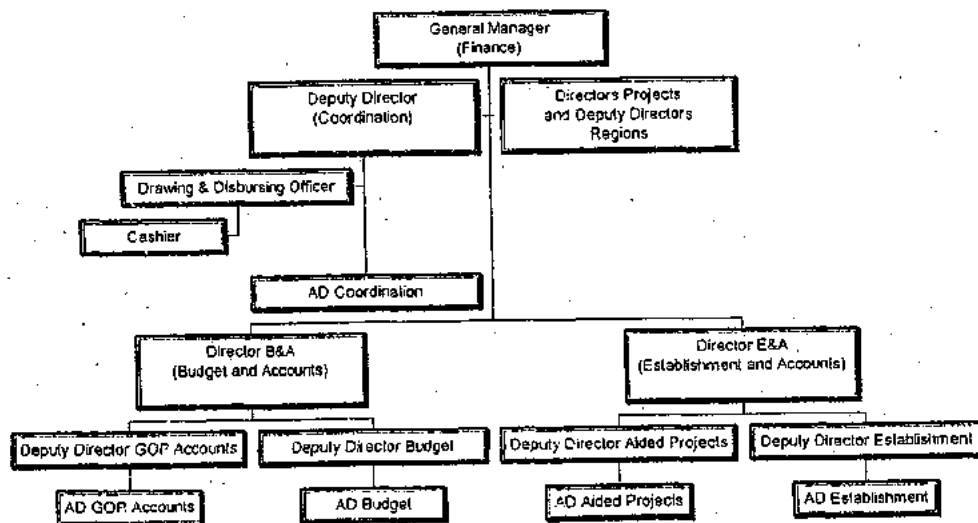 General Manager
(Finance)
Deputy Director
(Coordination)
Directors Projects
and Deputy Directors
Regions
Drawing & Disbursing Officer
Cashier
AD Coordination
Director B&A
(Budget and Accounts)
Director E&A
(Establishment and Accounts)
Deputy Director GOP Accounts
Deputy Director Budget
Deputy Director Aided Projects
Deputy Director Establishment
AD GOP Accounts
AD Budget
AD Aided Projects
AD Establishment